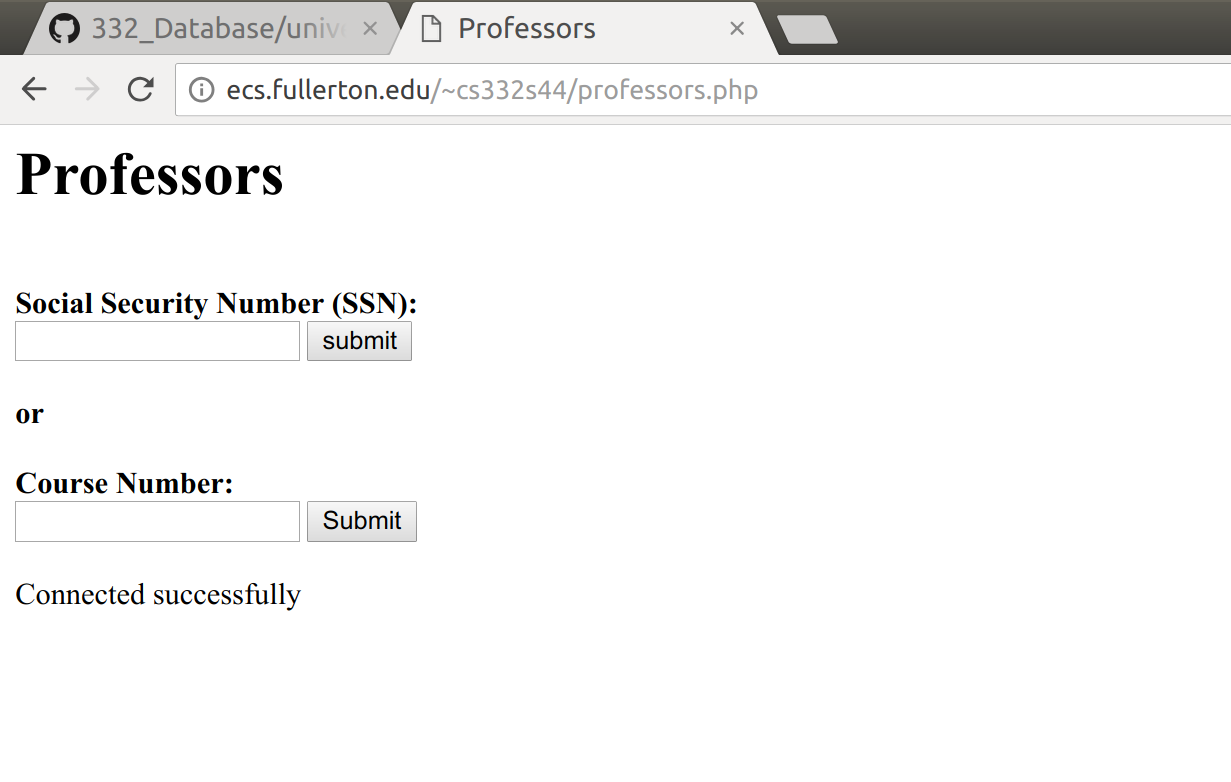 332_Database/unive
Professors
ecs.fullerton.edu/~cs332s44/professors.php
Professors
Social Security Number (SSN):
submit
or
Course Number:
Submit
Connected successfully